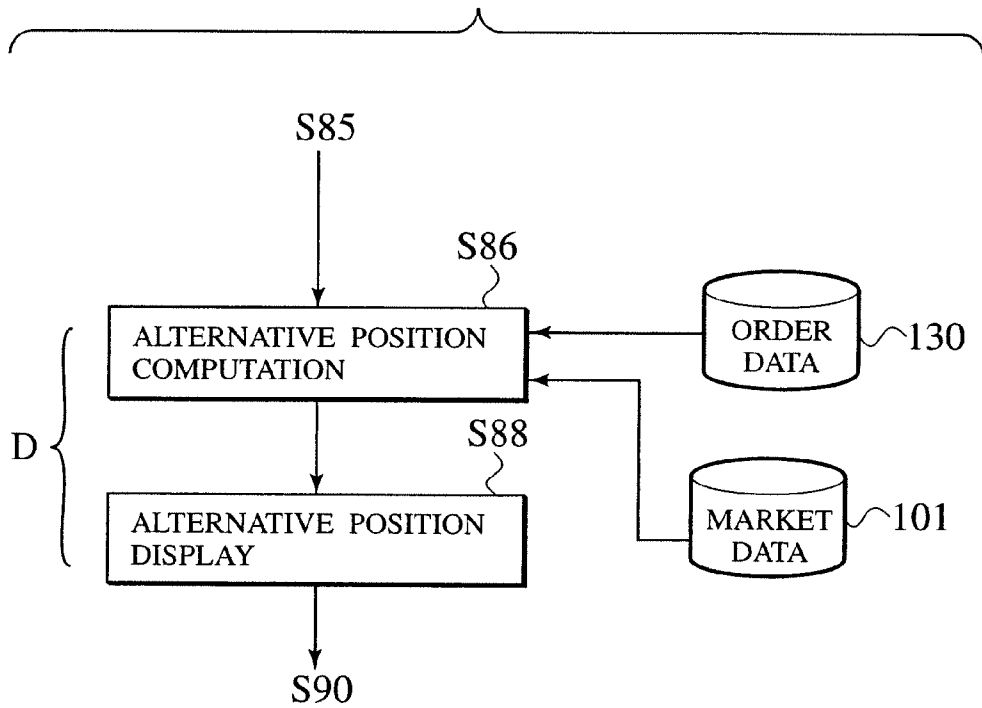 S85
S86
ALTERNATIVE POSITION
COMPUTATION
ORDER
DATA
130
D
S88
ALTERNATIVE POSITION
DISPLAY
MARKET
DATA
101
S90